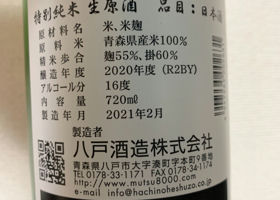 特別純米 生原酒 品目：日本酒
原材料名 米、米麹
原料米 青森県産米100%
精米歩合 麹55%、掛60%
醸造年度 2020年度（R2BY）
アルコール分 16度
内容量 720ml
製造年月 2021年2月
製造者
八戸酒造株式会社
青森県八戸市大字湊町字本町9番地
TEL 0178-33-1171 FAX 0178-34-1174
http://www.mutsu8000.com
e-mail info@hachinoheshuzo.co.jp